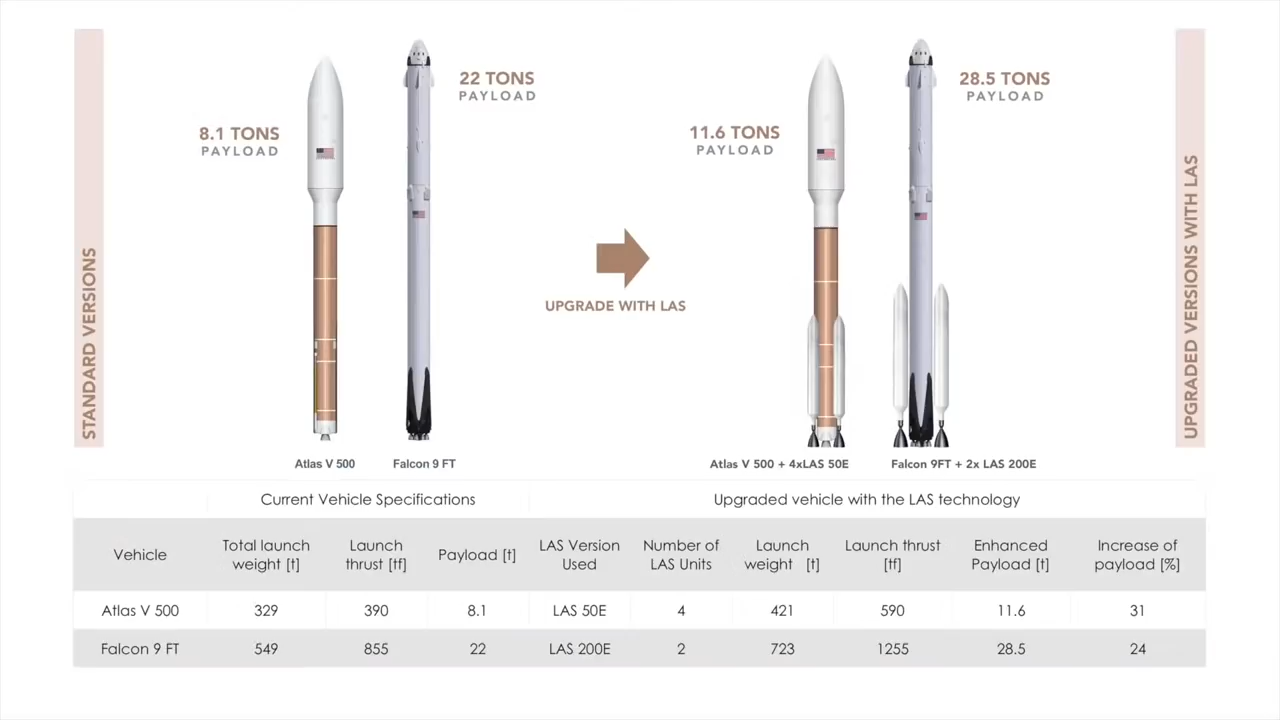 STANDARD VERSIONS
8.1 TONS
PAYLOAD
22 TONS
PAYLOAD
UPGRADE WITH LAS
11.6 TONS
PAYLOAD
28.5 TONS
PAYLOAD
UPGRADED VERSIONS WITH LAS
Atlas V 500
Falcon 9 FT
Atlas V 500 + 4xLAS 50E
Falcon 9FT + 2x LAS 200E
Current Vehicle Specifications
Upgraded vehicle with the LAS technology
Vehicle
Total launch
weight [t]
Launch
thrust [tf]
Payload [t]
LAS Version
Used
Number of
LAS Units
Launch
weight [t]
Launch thrust
[tf]
Enhanced
Payload [t]
Increase of
payload [%]
Atlas V 500 329 390 8.1 LAS 50E 4 421 590 11.6 31
Falcon 9 FT 549 855 22 LAS 200E 2 723 1255 28.5 24